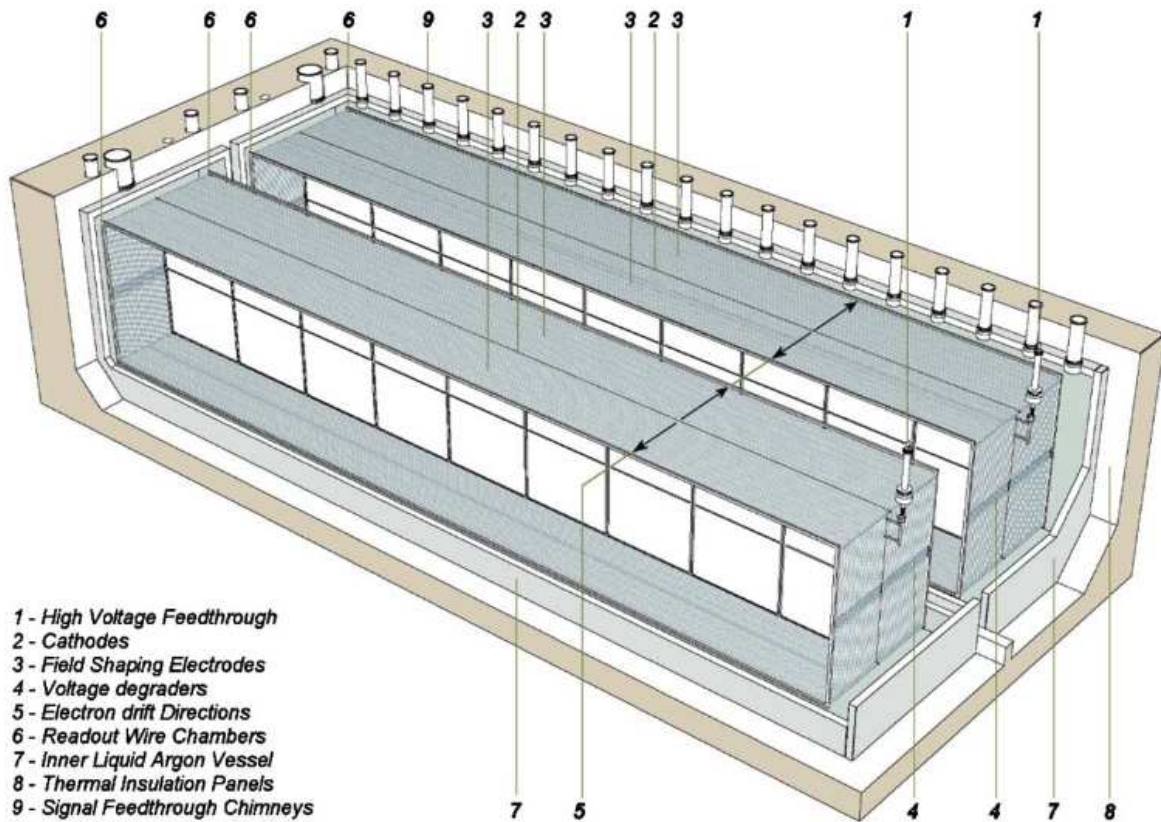 6 6 6 6 9 3 2 3 3 2 3 1 1
1 - High Voltage Feedthrough
2 - Cathodes
3 - Field Shaping Electrodes
4 - Voltage degraders
5 - Electron drift Directions
6 - Readout Wire Chambers
7 - Inner Liquid Argon Vessel
8 - Thermal Insulation Panels
9 - Signal Feedthrough Chimneys
7 5 4 4 7 8